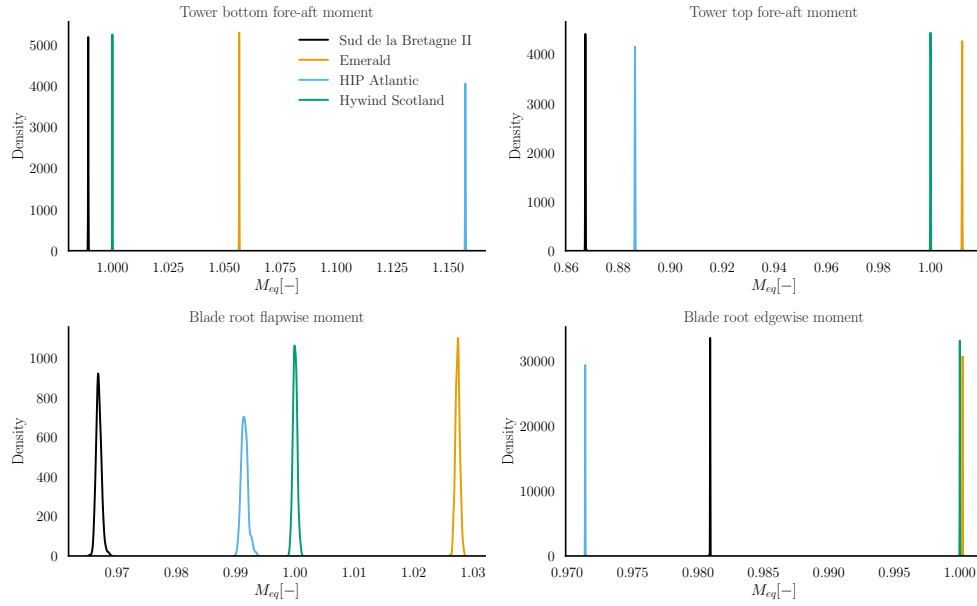 Tower bottom fore-aft moment
Density
5000
4000
3000
2000
1000
0
1.000 1.025 1.050 1.075 1.100 1.125 1.150
M_eq[−]
Sud de la Bretagne II
Emerald
HIP Atlantic
Hywind Scotland
Tower top fore-aft moment
Density
4000
3000
2000
1000
0
0.86 0.88 0.90 0.92 0.94 0.96 0.98 1.00
M_eq[−]
Blade root flapwise moment
Density
1000
800
600
400
200
0
0.97 0.98 0.99 1.00 1.01 1.02 1.03
M_eq[−]
Blade root edgewise moment
Density
30000
20000
10000
0
0.970 0.975 0.980 0.985 0.990 0.995 1.000
M_eq[−]